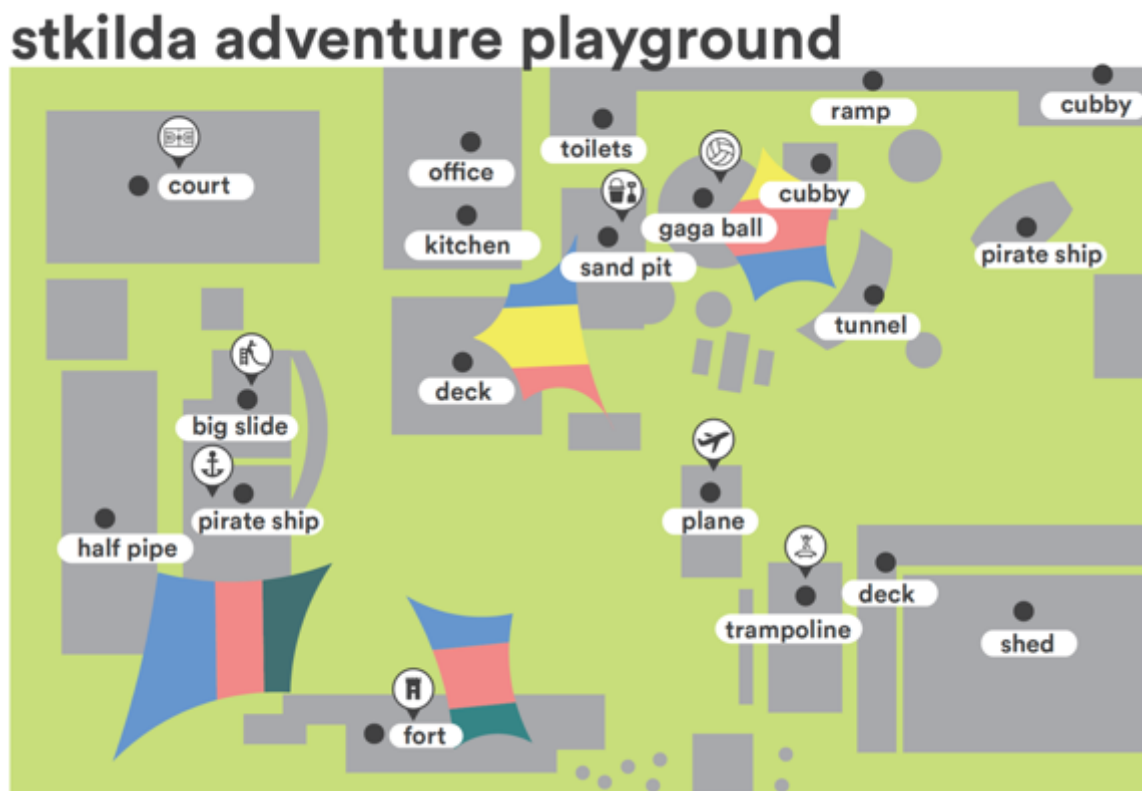 stkilda adventure playground
ramp
cubby
toilets
office
court
cubby
kitchen
gaga ball
sand pit
pirate ship
tunnel
deck
big slide
pirate ship
plane
half pipe
deck
trampoline
shed
fort